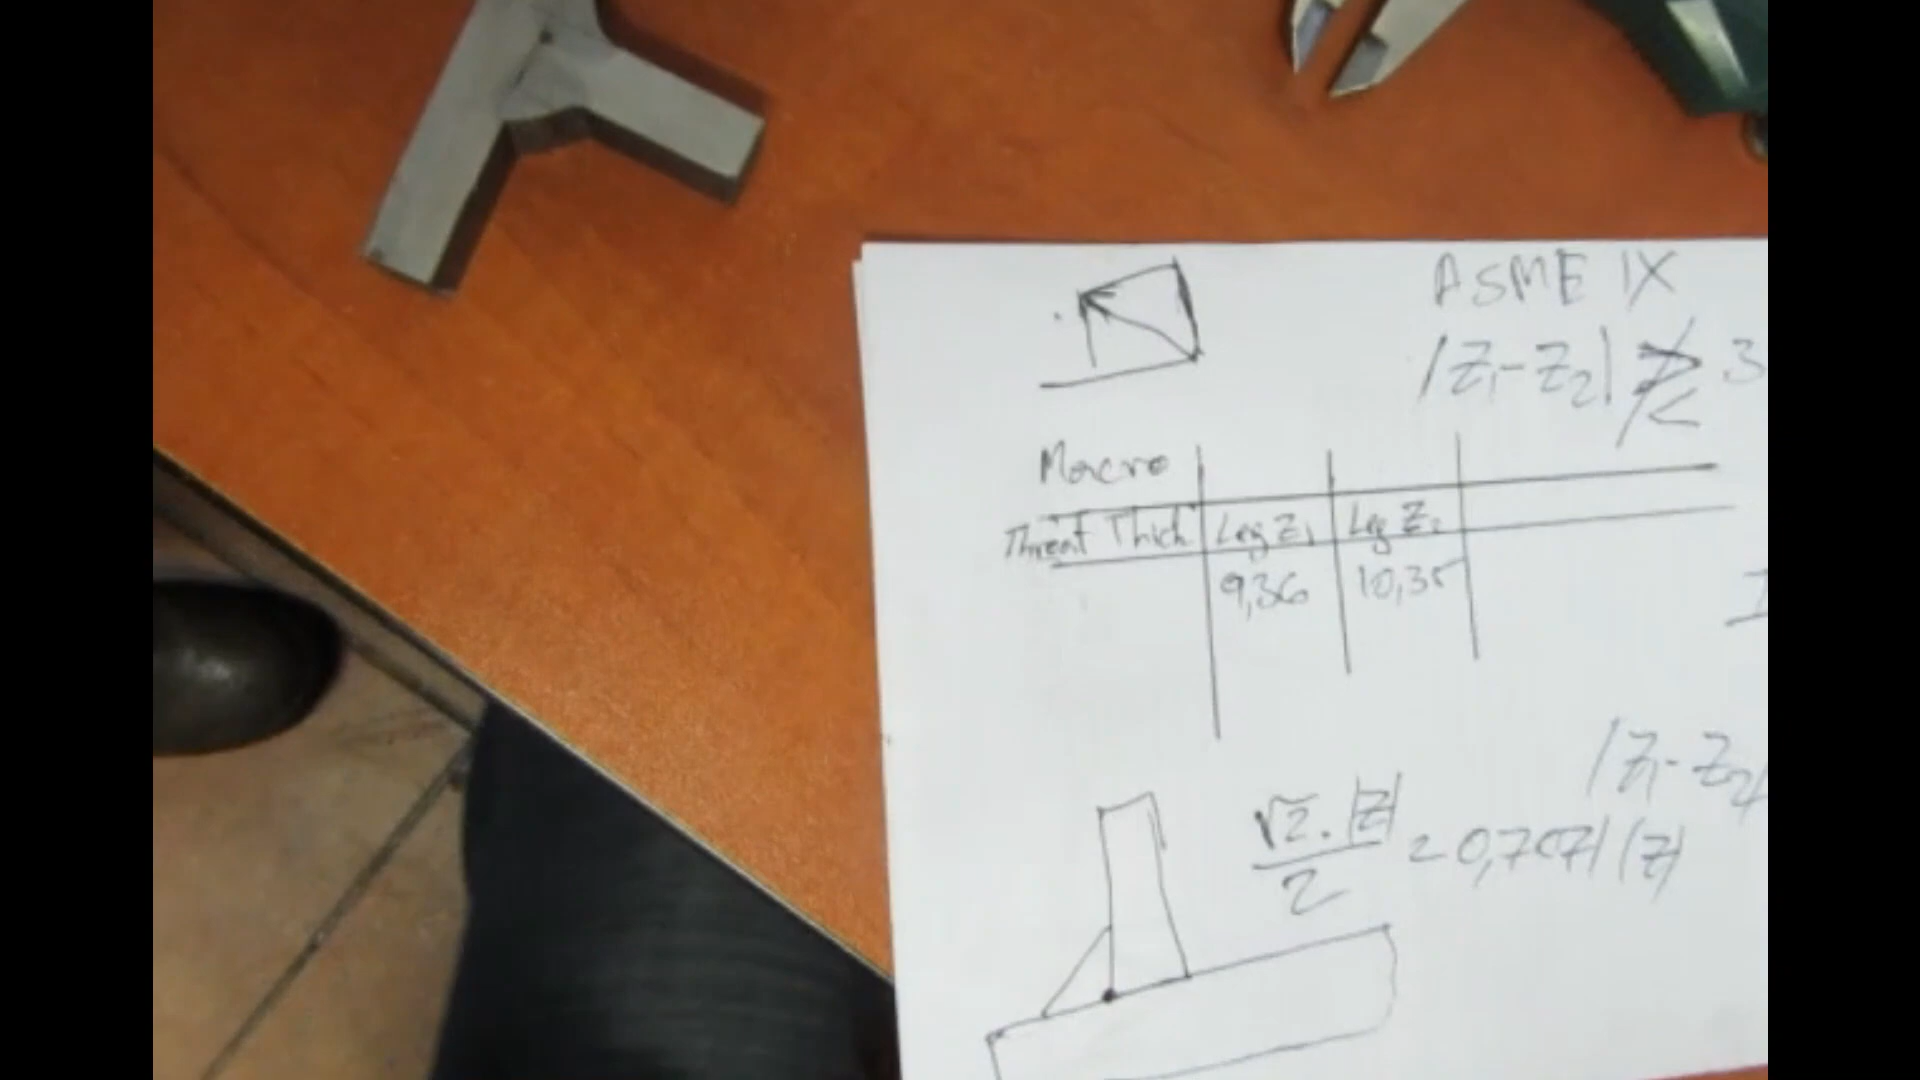 ASME IX
|Z1-Z2| 3
Macro
Throat Thick Leg Z1 Leg Z2
9,36 10,35
|Z1-Z2|
√2.|Z|
2
=0,707|Z|